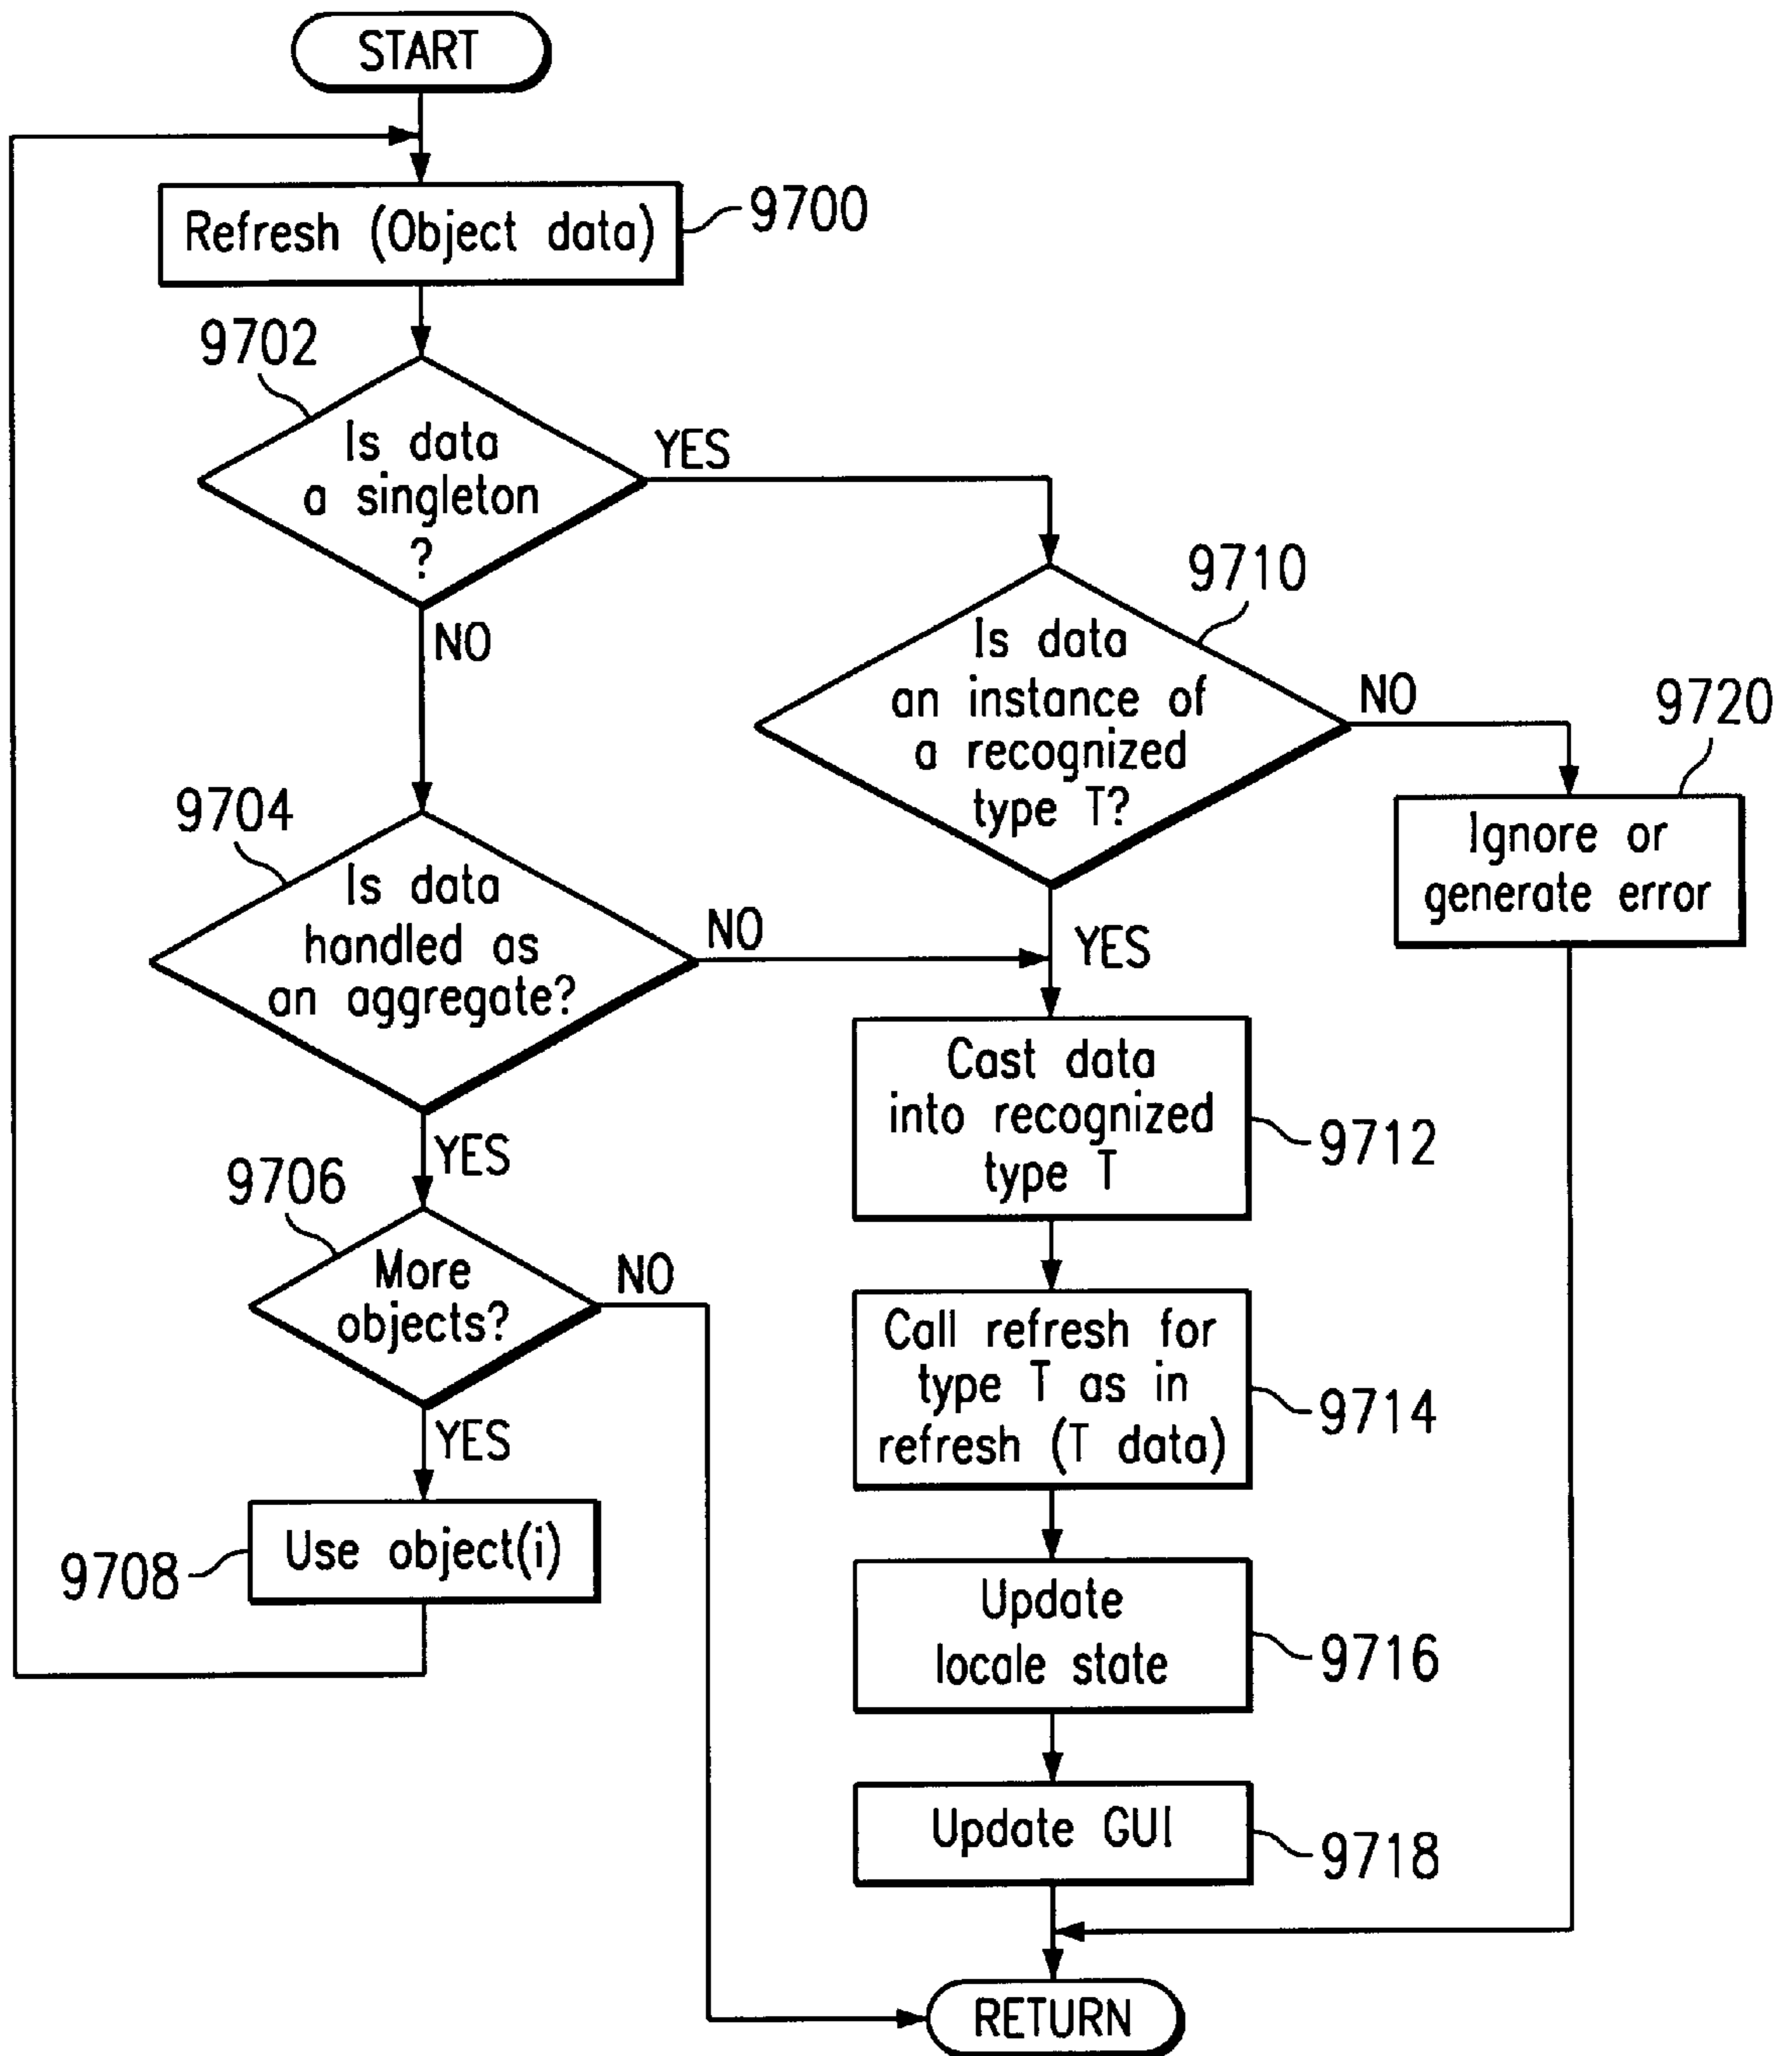 START
Refresh (Object data)
9700
9702
Is data
a singleton
?
YES
NO
9710
Is data
an instance of
a recognized
type T?
NO
YES
9720
Ignore or
generate error
9704
Is data
handled as
an aggregate?
NO
YES
9706
More
objects?
NO
YES
9708
Use object(i)
Cast data
into recognized
type T
9712
Call refresh for
type T as in
refresh (T data)
9714
Update
locale state
9716
Update GUI
9718
RETURN